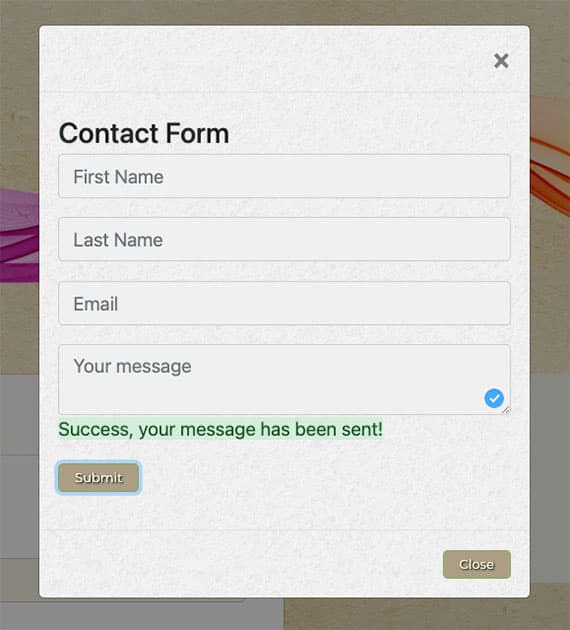 Contact Form
First Name
Last Name
Email
Your message
Success, your message has been sent!
Submit
Close